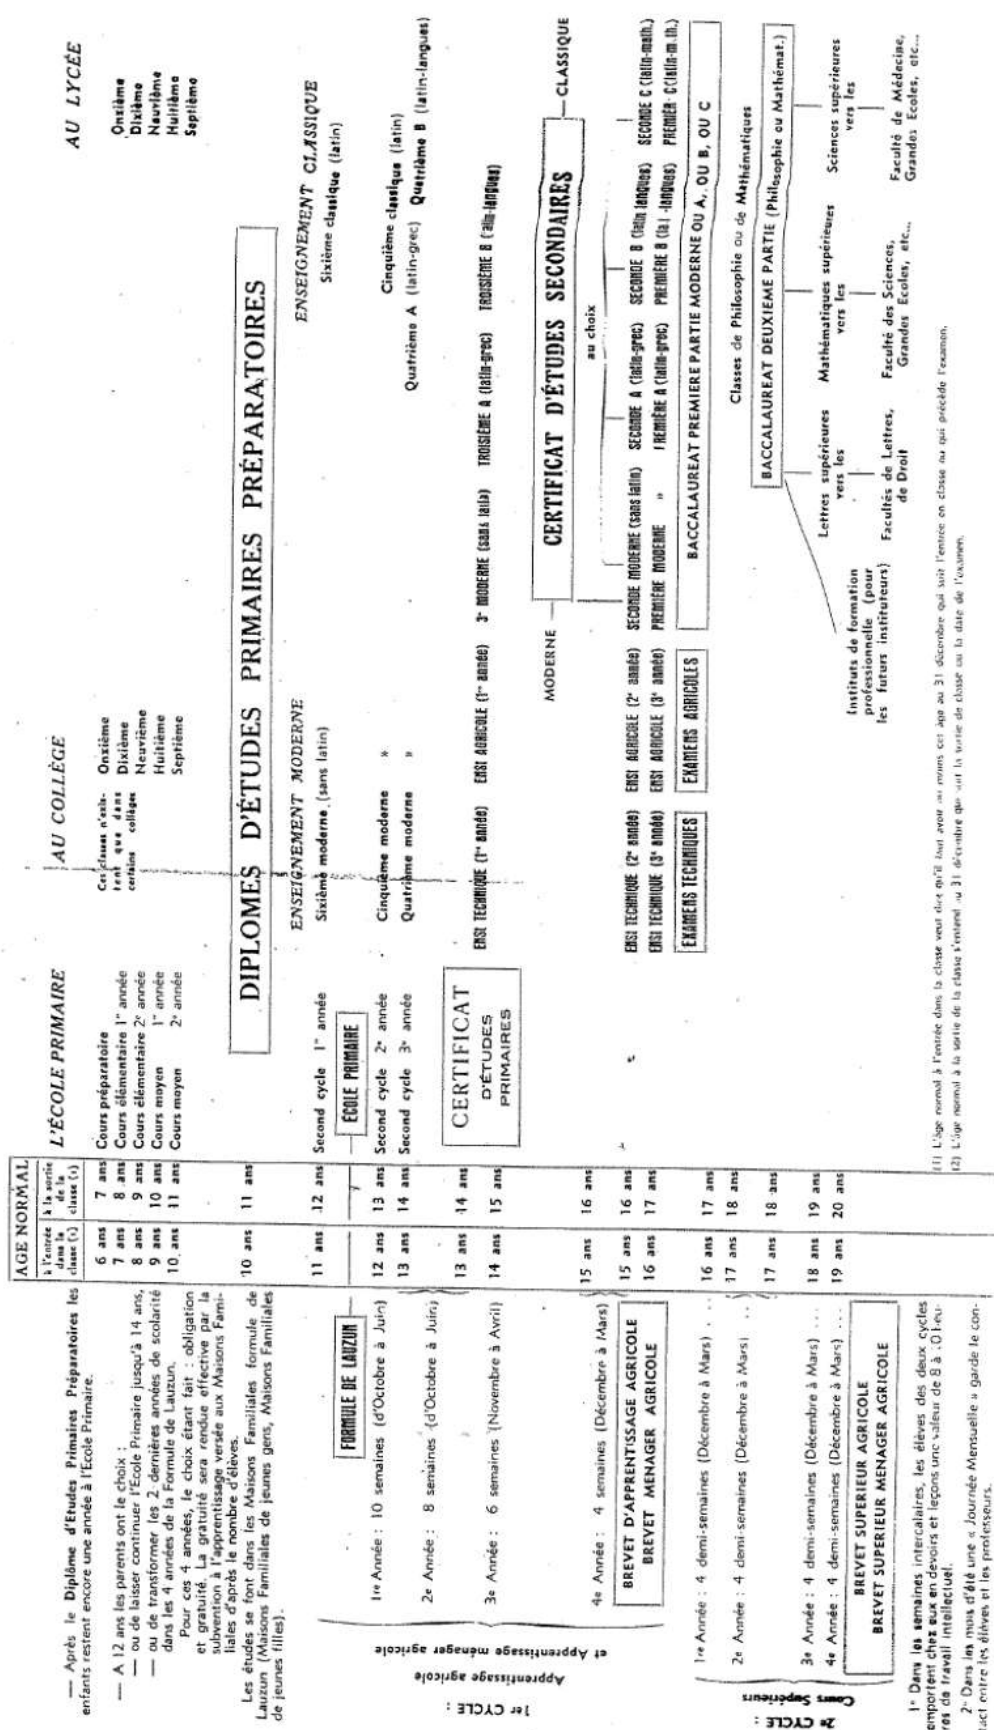 — Après le Diplôme d'Etudes Primaires Préparatoires les
enfants restent encore une année à l'Ecole Primaire.
— A 12 ans les parents ont le choix :
— ou de laisser continuer l'Ecole Primaire jusqu'à 14 ans,
— ou de transformer les 2 dernières années de scolarité
dans les 4 années de la Formule de Lauzun.
Pour ces 4 années, le choix étant fait : obligation
et gratuité. La gratuité sera rendue effective par la
subvention à l'apprentissage versée aux Maisons Fami-
liales d'après le nombre d'élèves.
Les études se font dans les Maisons Familiales formule de
Lauzun (Maisons Familiales de jeunes gens, Maisons Familiales
de jeunes filles).
FORMULE DE LAUZUN
1er CYCLE :
Apprentissage agricole
et Apprentissage ménager agricole
1re Année : 10 semaines (d'Octobre à Juin)
2e Année : 8 semaines (d'Octobre à Juin)
3e Année : 6 semaines (Novembre à Avril)
4e Année : 4 semaines (Décembre à Mars)
BREVET D'APPRENTISSAGE AGRICOLE
BREVET MENAGER AGRICOLE
2e CYCLE :
Cours Supérieurs
1re Année : 4 demi-semaines (Décembre à Mars) ...
2e Année : 4 demi-semaines (Décembre à Mars) ...
3e Année : 4 demi-semaines (Décembre à Mars) ...
4e Année : 4 demi-semaines (Décembre à Mars) ...
BREVET SUPERIEUR AGRICOLE
BREVET SUPERIEUR MENAGER AGRICOLE
1° Dans les semaines intercalaires, les élèves des deux cycles
emportent chez eux en devoirs et leçons une valeur de 8 à 10 heu-
res de travail intellectuel.
2° Dans les mois d'été une « Journée Mensuelle » garde le con-
tact entre les élèves et les professeurs.
AGE NORMAL
à l'entrée dans la classe (1)
à la sortie de la classe (2)
6 ans 7 ans
7 ans 8 ans
8 ans 9 ans
9 ans 10 ans
10 ans 11 ans
10 ans 11 ans
11 ans 12 ans
12 ans 13 ans
13 ans 14 ans
13 ans 14 ans
14 ans 15 ans
15 ans 16 ans
15 ans 16 ans
16 ans 17 ans
16 ans 17 ans
17 ans 18 ans
17 ans 18 ans
18 ans 19 ans
19 ans 20 ans
L'ÉCOLE PRIMAIRE
Cours préparatoire
Cours élémentaire 1re année
Cours élémentaire 2e année
Cours moyen 1re année
Cours moyen 2e année
AU COLLÈGE
Ces classes n'exis-
tent que dans
certains collèges
Onzième
Dixième
Neuvième
Huitième
Septième
AU LYCÉE
Onzième
Dixième
Neuvième
Huitième
Septième
DIPLOMES D'ÉTUDES PRIMAIRES PRÉPARATOIRES
ENSEIGNEMENT MODERNE
ENSEIGNEMENT CLASSIQUE
Second cycle 1re année
Sixième moderne (sans latin)
Sixième classique (latin)
ÉCOLE PRIMAIRE
Second cycle 2e année
Cinquième moderne »
Cinquième classique (latin)
Second cycle 3e année
Quatrième moderne »
Quatrième A (latin-grec)
Quatrième B (latin-langues)
CERTIFICAT
D'ÉTUDES
PRIMAIRES
ENSt TECHNIQUE (1re année)
ENSt AGRICOLE (1re année)
3e MODERNE (sans latin)
TROISIÈME A (latin-grec)
TROISIÈME B (latin-langues)
MODERNE
CERTIFICAT D'ÉTUDES SECONDAIRES
CLASSIQUE
au choix
ENSt TECHNIQUE (2e année)
ENSt AGRICOLE (2e année)
SECONDE MODERNE (sans latin)
SECONDE A (latin-grec)
SECONDE B (latin langues)
SECONDE C (latin-math.)
ENSt TECHNIQUE (3e année)
ENSt AGRICOLE (3e année)
PREMIÈRE MODERNE »
PREMIÈRE A (latin-grec)
PREMIÈRE B (la. -langues)
PREMIÈR C (latin-m th.)
EXAMENS TECHNIQUES
EXAMENS AGRICOLES
BACCALAUREAT PREMIERE PARTIE MODERNE OU A, OU B, OU C
Classes de Philosophie ou de Mathématiques
BACCALAUREAT DEUXIEME PARTIE (Philosophie ou Mathémat.)
Instituts de formation
professionnelle (pour
les futurs instituteurs)
Lettres supérieures
vers les
Facultés de Lettres,
de Droit
Mathématiques supérieures
vers les
Faculté des Sciences,
Grandes Ecoles, etc...
Sciences supérieures
vers les
Faculté de Médecine,
Grandes Ecoles, etc...
(1) L'âge normal à l'entrée dans la classe veut dire qu'il faut avoir au moins cet âge au 31 décembre qui suit l'entrée en classe ou qui précède l'examen.
(2) L'âge normal à la sortie de la classe s'entend au 31 décembre qui suit la sortie de classe ou la date de l'examen.